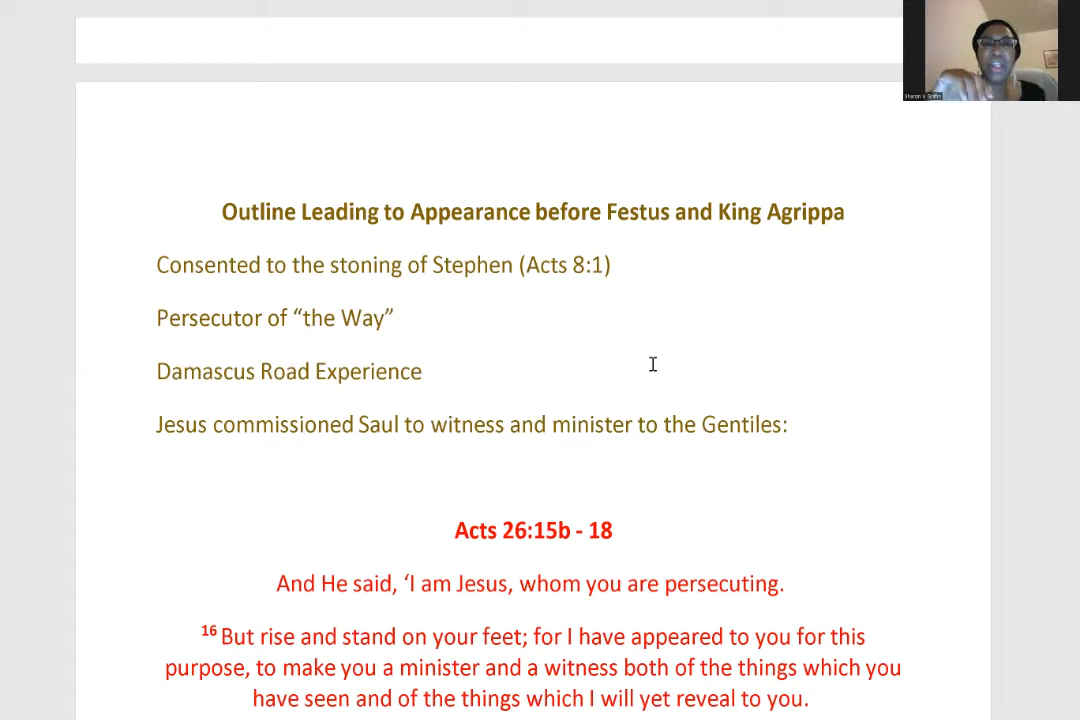 Sharon V Griffin
Outline Leading to Appearance before Festus and King Agrippa
Consented to the stoning of Stephen (Acts 8:1)
Persecutor of “the Way”
Damascus Road Experience
Jesus commissioned Saul to witness and minister to the Gentiles:
Acts 26:15b - 18
And He said, ‘I am Jesus, whom you are persecuting.
16 But rise and stand on your feet; for I have appeared to you for this
purpose, to make you a minister and a witness both of the things which you
have seen and of the things which I will yet reveal to you.